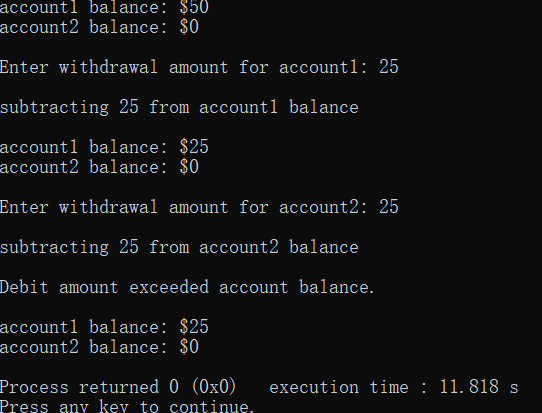 account1 balance: $50
account2 balance: $0
Enter withdrawal amount for account1: 25
subtracting 25 from account1 balance
account1 balance: $25
account2 balance: $0
Enter withdrawal amount for account2: 25
subtracting 25 from account2 balance
Debit amount exceeded account balance.
account1 balance: $25
account2 balance: $0
Process returned 0 (0x0)   execution time : 11.818 s
Press any key to continue.